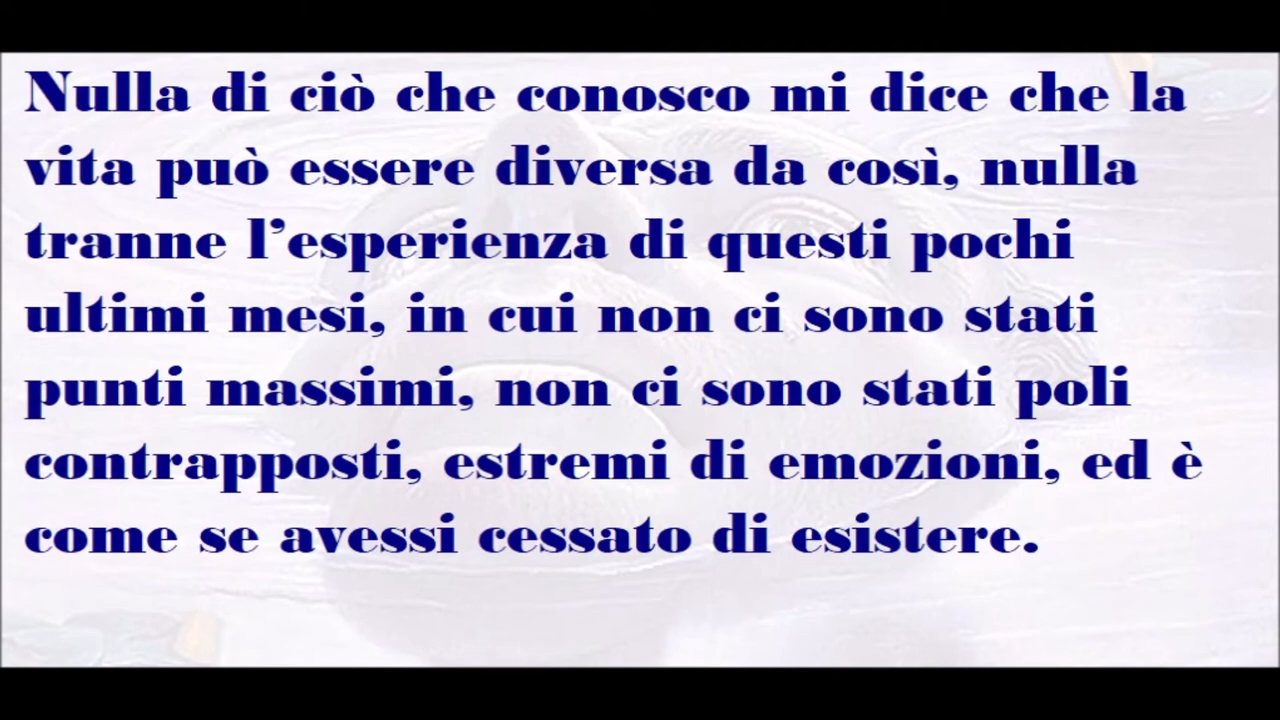 Nulla di ciò che conosco mi dice che la
vita può essere diversa da così, nulla
tranne l’esperienza di questi pochi
ultimi mesi, in cui non ci sono stati
punti massimi, non ci sono stati poli
contrapposti, estremi di emozioni, ed è
come se avessi cessato di esistere.